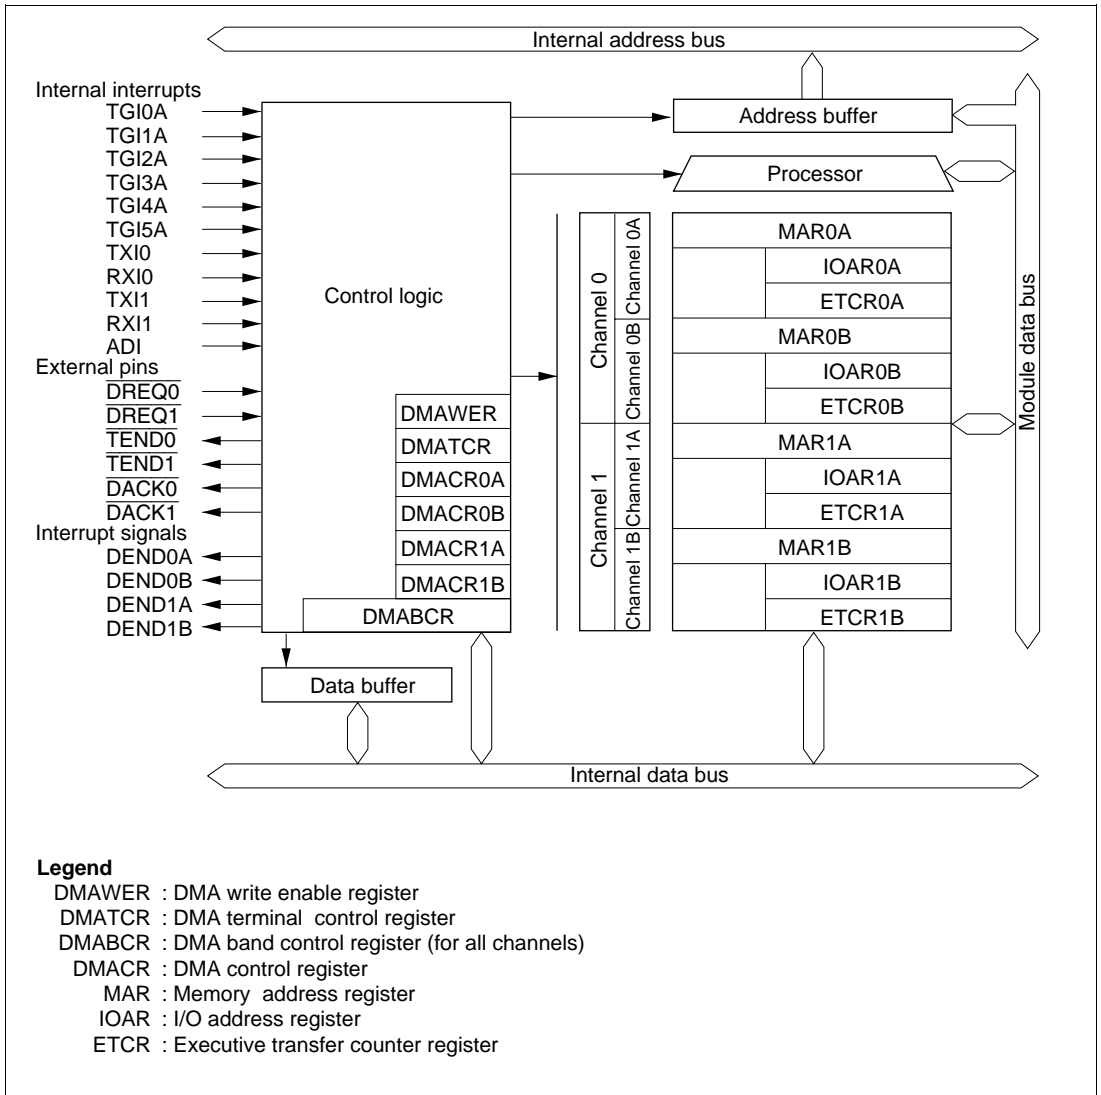 Internal address bus
Internal interrupts
TGI0A
TGI1A
TGI2A
TGI3A
TGI4A
TGI5A
TXI0
RXI0
TXI1
RXI1
ADI
External pins
DREQ0
DREQ1
TEND0
TEND1
DACK0
DACK1
Interrupt signals
DEND0A
DEND0B
DEND1A
DEND1B
Control logic
DMAWER
DMATCR
DMACR0A
DMACR0B
DMACR1A
DMACR1B
DMABCR
Data buffer
Address buffer
Processor
Channel 0
Channel 0A
Channel 0B
Channel 1
Channel 1A
Channel 1B
MAR0A
IOAR0A
ETCR0A
MAR0B
IOAR0B
ETCR0B
MAR1A
IOAR1A
ETCR1A
MAR1B
IOAR1B
ETCR1B
Module data bus
Internal data bus
Legend
DMAWER : DMA write enable register
DMATCR : DMA terminal control register
DMABCR : DMA band control register (for all channels)
DMACR : DMA control register
MAR : Memory address register
IOAR : I/O address register
ETCR : Executive transfer counter register